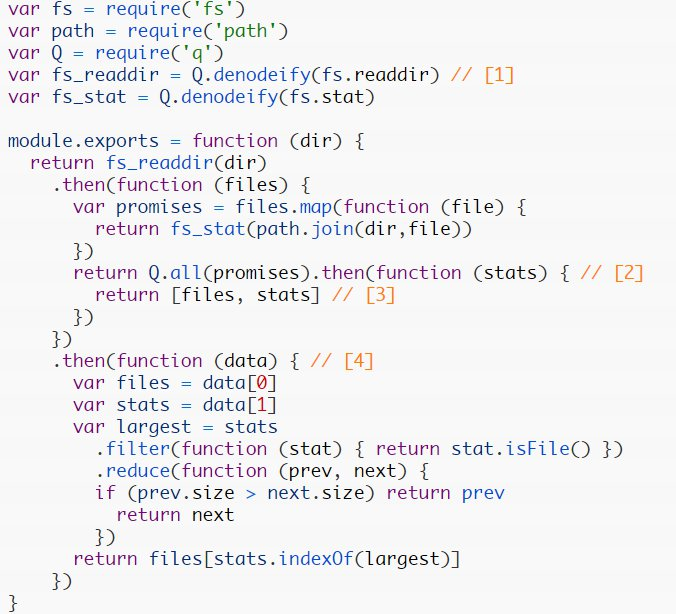 var fs = require('fs')
var path = require('path')
var Q = require('q')
var fs_readdir = Q.denodeify(fs.readdir) // [1]
var fs_stat = Q.denodeify(fs.stat)

module.exports = function (dir) {
  return fs_readdir(dir)
    .then(function (files) {
      var promises = files.map(function (file) {
        return fs_stat(path.join(dir,file))
      })
      return Q.all(promises).then(function (stats) { // [2]
        return [files, stats] // [3]
      })
    })
    .then(function (data) { // [4]
      var files = data[0]
      var stats = data[1]
      var largest = stats
        .filter(function (stat) { return stat.isFile() })
        .reduce(function (prev, next) {
        if (prev.size > next.size) return prev
          return next
        })
      return files[stats.indexOf(largest)]
    })
}